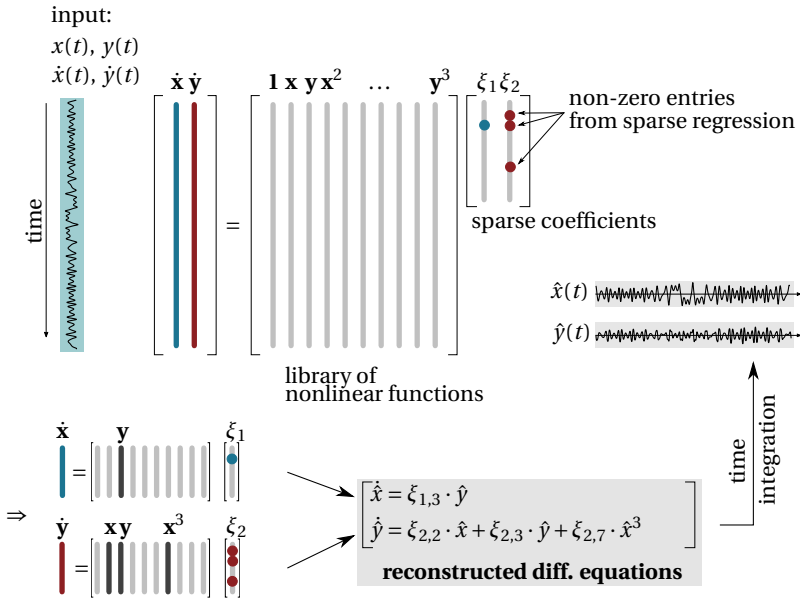 input:
x(t), y(t)
ẋ(t), ẏ(t)
time
ẋ ẏ
=
1 x y x² … y³
ξ₁ ξ₂
non-zero entries
from sparse regression
sparse coefficients
library of
nonlinear functions
x̂(t)
ŷ(t)
time
integration
⇒
ẋ
=
y
ξ₁
ẏ
=
x y x³
ξ₂
x̂̇ = ξ₁,₃ · ŷ
ŷ̇ = ξ₂,₂ · x̂ + ξ₂,₃ · ŷ + ξ₂,₇ · x̂³
reconstructed diff. equations